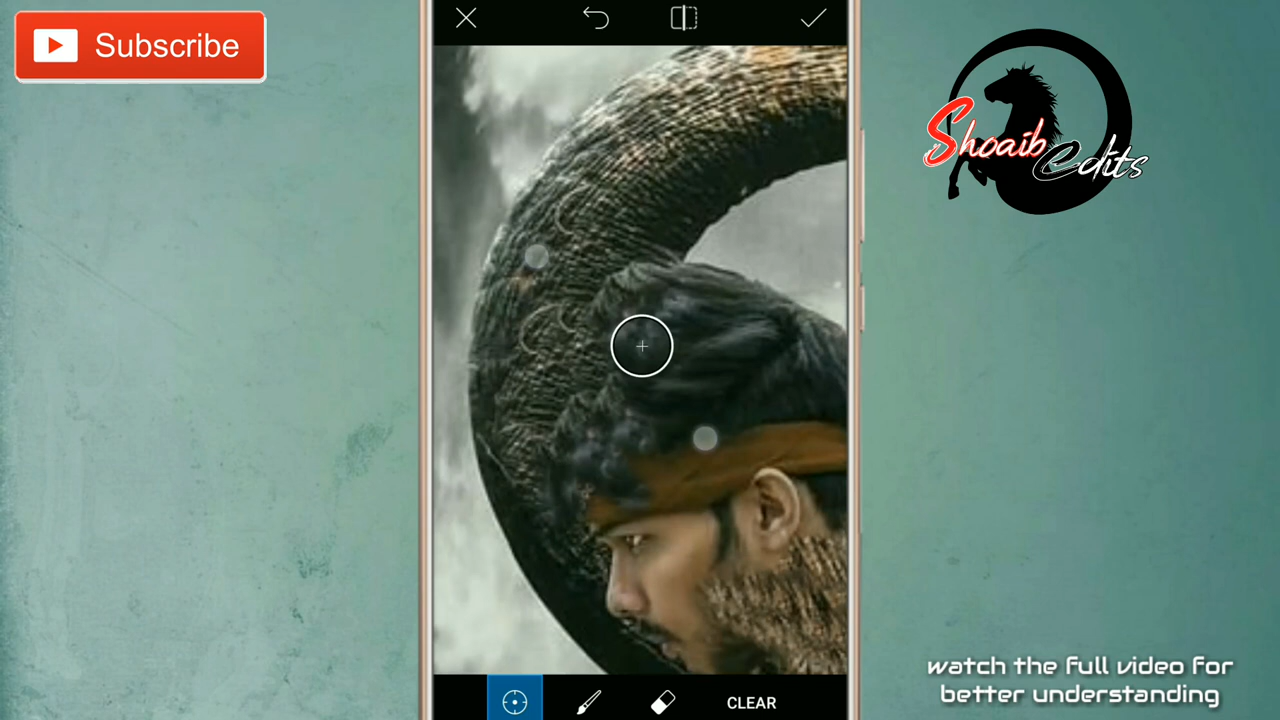 Subscribe
Shoaib
Edits
CLEAR
watch the full video for
better understanding